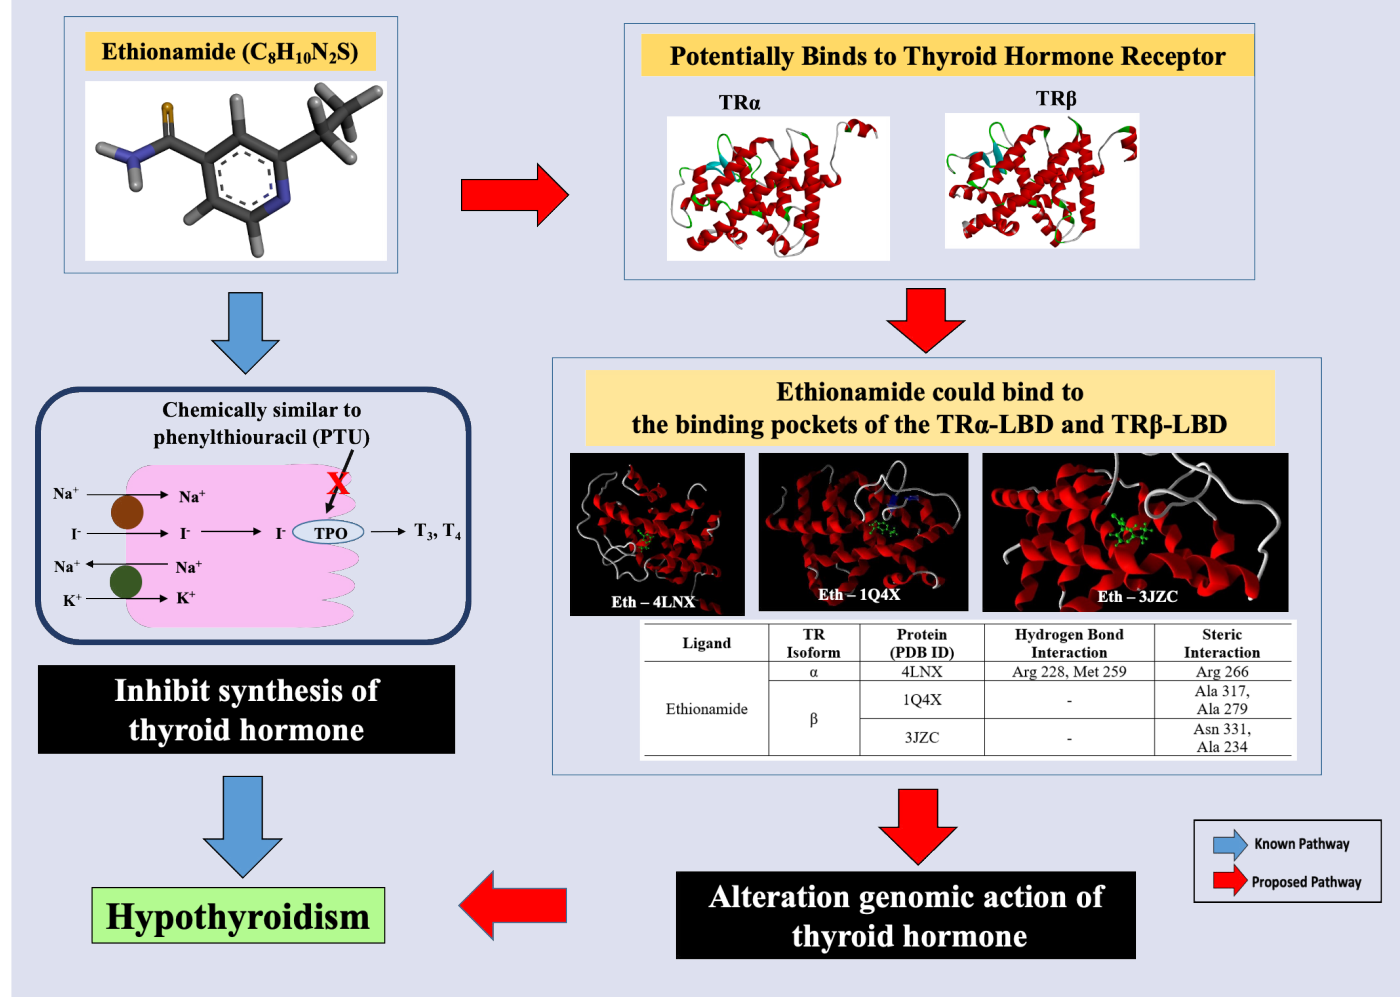 Ethionamide (C₈H₁₀N₂S)
Potentially Binds to Thyroid Hormone Receptor
TRα
TRβ
Chemically similar to
phenylthiouracil (PTU)
X
Na⁺
Na⁺
I⁻
I⁻
I⁻
TPO
T₃, T₄
Na⁺
Na⁺
K⁺
K⁺
Inhibit synthesis of
thyroid hormone
Hypothyroidism
Ethionamide could bind to
the binding pockets of the TRα-LBD and TRβ-LBD
Eth – 4LNX
Eth – 1Q4X
Eth – 3JZC
Ligand
TR
Isoform
Protein
(PDB ID)
Hydrogen Bond
Interaction
Steric
Interaction
Ethionamide
α
4LNX
Arg 228, Met 259
Arg 266
β
1Q4X
-
Ala 317,
Ala 279
3JZC
-
Asn 331,
Ala 234
Alteration genomic action of
thyroid hormone
Known Pathway
Proposed Pathway